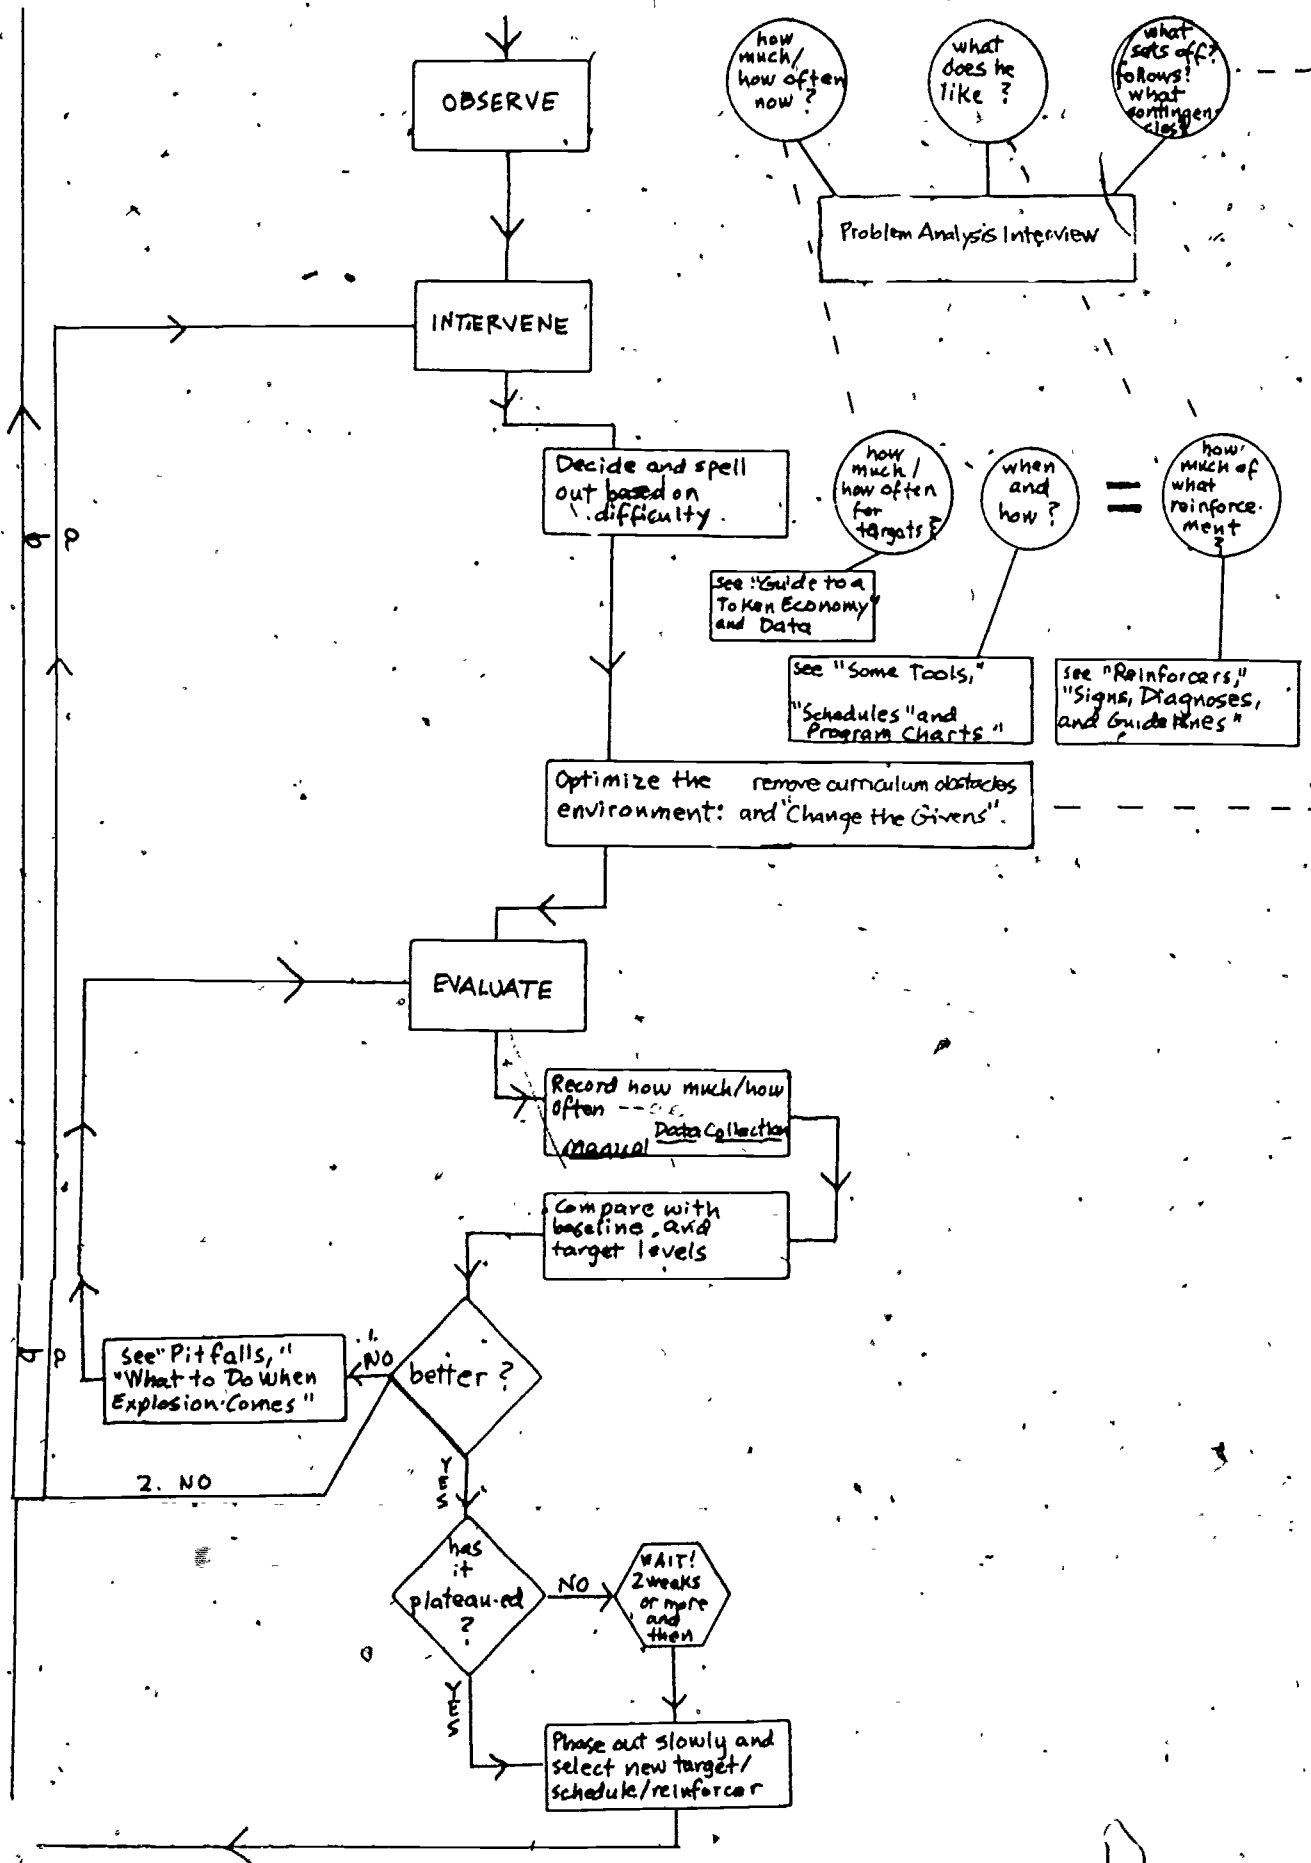 how
much/
how often
now?
what
does he
like?
what
sets off?
follows?
what
contingen
cies?
OBSERVE
Problem Analysis Interview
INTERVENE
Decide and spell
out based on
difficulty.
how
much/
how often
for
targets?
when
and
how?
=
how
much of
what
reinforce-
ment
?
see "Guide to a
Token Economy"
and Data
see "Some Tools,"
"Schedules" and
Program Charts"
see "Reinforcers,"
"Signs, Diagnoses,
and Guidelines"
Optimize the remove curriculum obstacles
environment: and "Change the Givens".
b
a
EVALUATE
Record how much/how
often
Data Collection
Manual
Compare with
baseline and
target levels
better?
1.
NO
see "Pitfalls,"
"What to Do When
Explosion Comes"
b
a
2. NO
YES
has
it
plateau-ed
?
NO
WAIT!
2 weeks
or more
and
then
YES
Phase out slowly and
select new target/
schedule/reinforcer